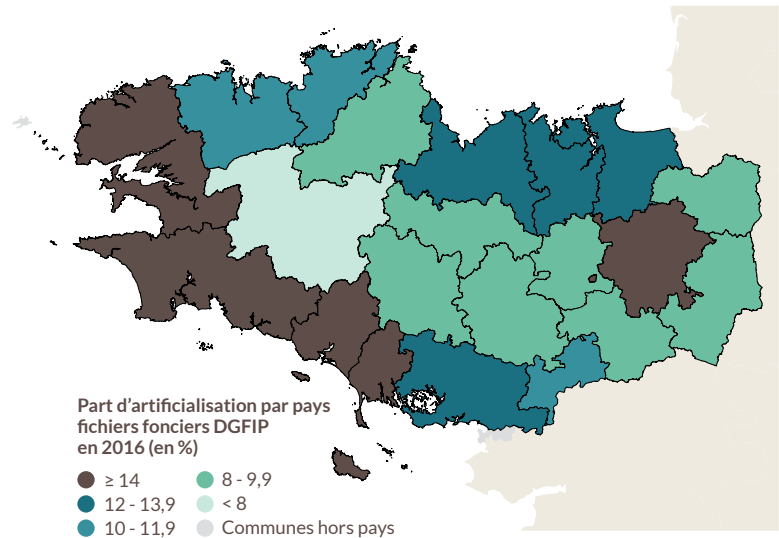 Part d'artificialisation par pays
fichiers fonciers DGFIP
en 2016 (en %)
≥ 14
12 - 13,9
10 - 11,9
8 - 9,9
< 8
Communes hors pays